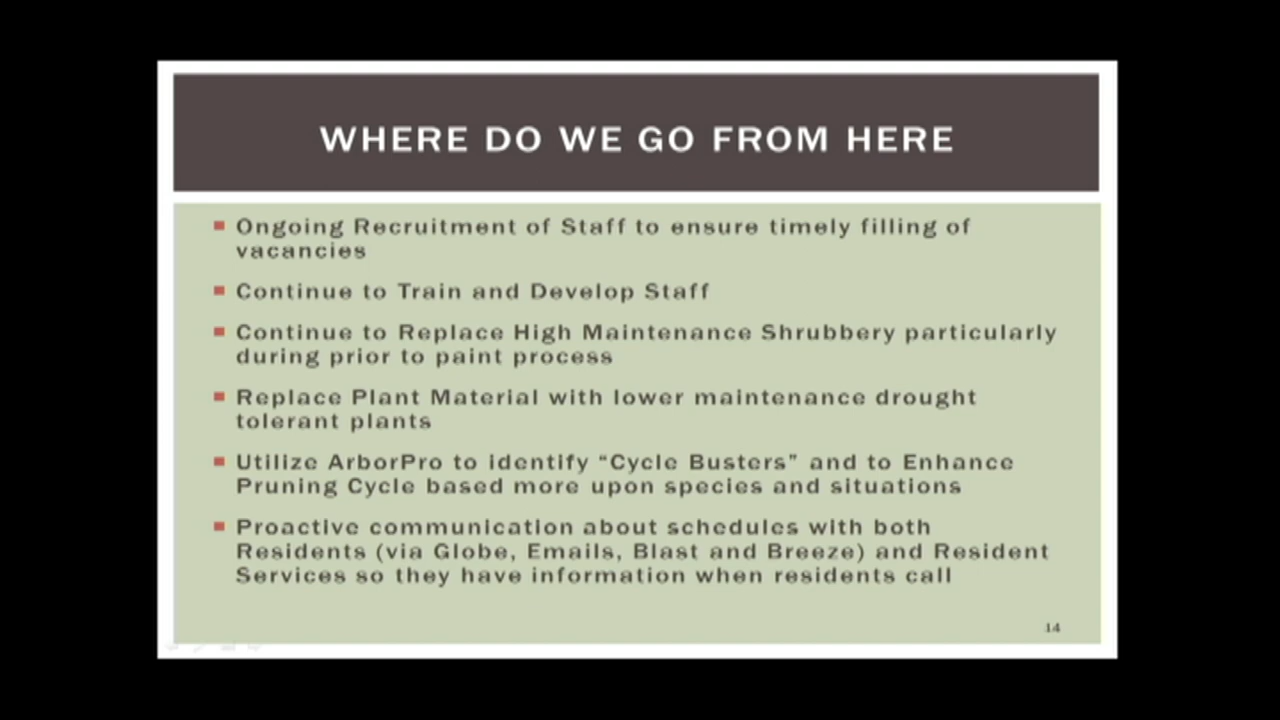 WHERE DO WE GO FROM HERE
Ongoing Recruitment of Staff to ensure timely filling of
vacancies
Continue to Train and Develop Staff
Continue to Replace High Maintenance Shrubbery particularly
during prior to paint process
Replace Plant Material with lower maintenance drought
tolerant plants
Utilize ArborPro to identify “Cycle Busters” and to Enhance
Pruning Cycle based more upon species and situations
Proactive communication about schedules with both
Residents (via Globe, Emails, Blast and Breeze) and Resident
Services so they have information when residents call
14